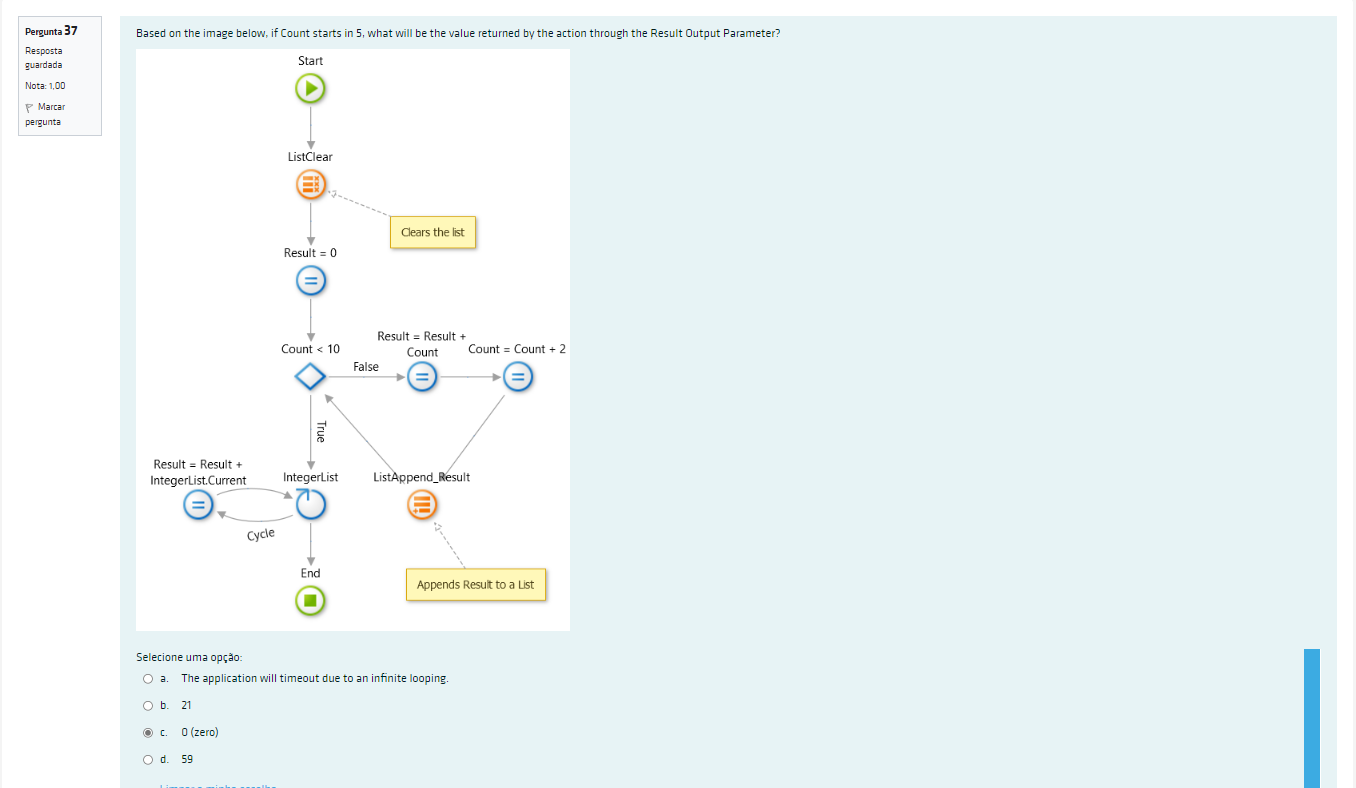 Pergunta 37
Resposta
guardada
Nota: 1,00
Marcar
pergunta
Based on the image below, if Count starts in 5, what will be the value returned by the action through the Result Output Parameter?
Start
ListClear
Clears the list
Result = 0
Count < 10
False
Result = Result +
Count
Count = Count + 2
True
Result = Result +
IntegerList.Current
IntegerList
ListAppend_Result
Cycle
End
Appends Result to a List
Selecione uma opção:
a. The application will timeout due to an infinite looping.
b. 21
c. 0 (zero)
d. 59